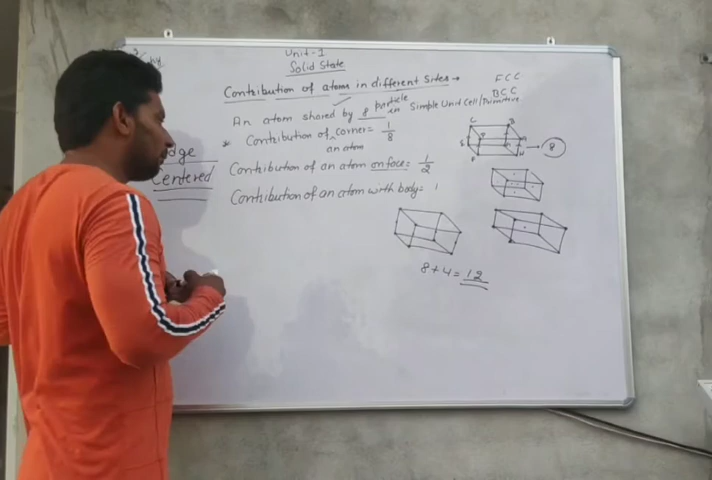 Unit-1
Solid State
Contribution of atoms in different Sites →
FCC
BCC
An atom shared by 8 particle in Simple Unit Cell/Primitive
* Contribution of corner = 1/8
an atom
Contribution of an atom on face = 1/2
Contribution of an atom with body = 1
dge
Centered
8
8+4=12